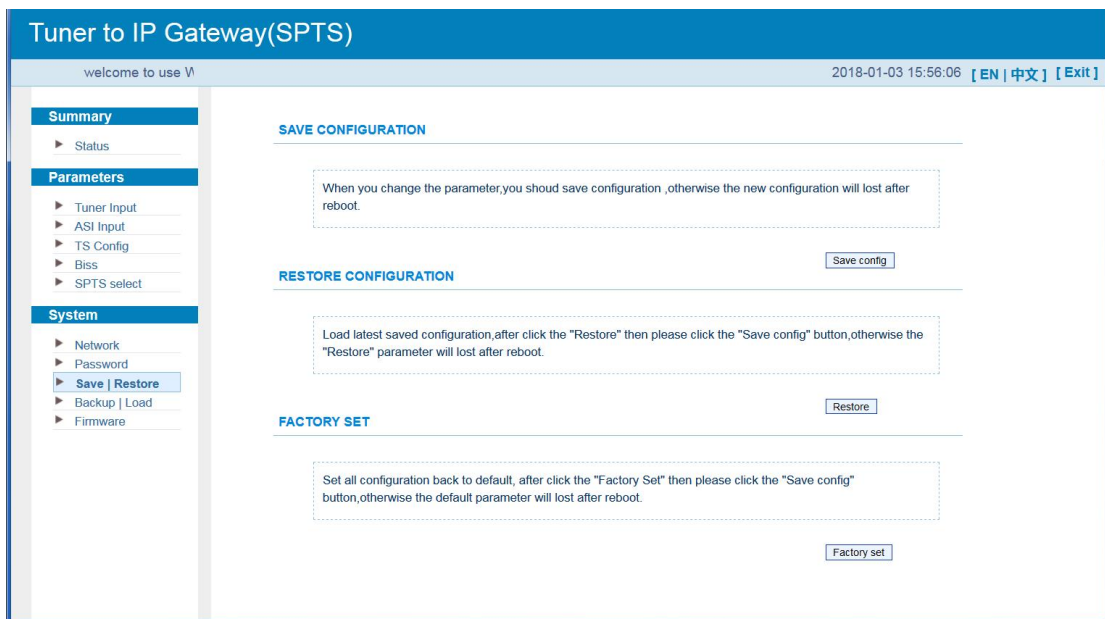 Tuner to IP Gateway(SPTS)
welcome to use W
2018-01-03 15:56:06 [ EN | 中文 ] [ Exit ]
Summary
Status
Parameters
Tuner Input
ASI Input
TS Config
Biss
SPTS select
System
Network
Password
Save | Restore
Backup | Load
Firmware
SAVE CONFIGURATION
When you change the parameter,you shoud save configuration ,otherwise the new configuration will lost after
reboot.
Save config
RESTORE CONFIGURATION
Load latest saved configuration,after click the "Restore" then please click the "Save config" button,otherwise the
"Restore" parameter will lost after reboot.
Restore
FACTORY SET
Set all configuration back to default, after click the "Factory Set" then please click the "Save config"
button,otherwise the default parameter will lost after reboot.
Factory set